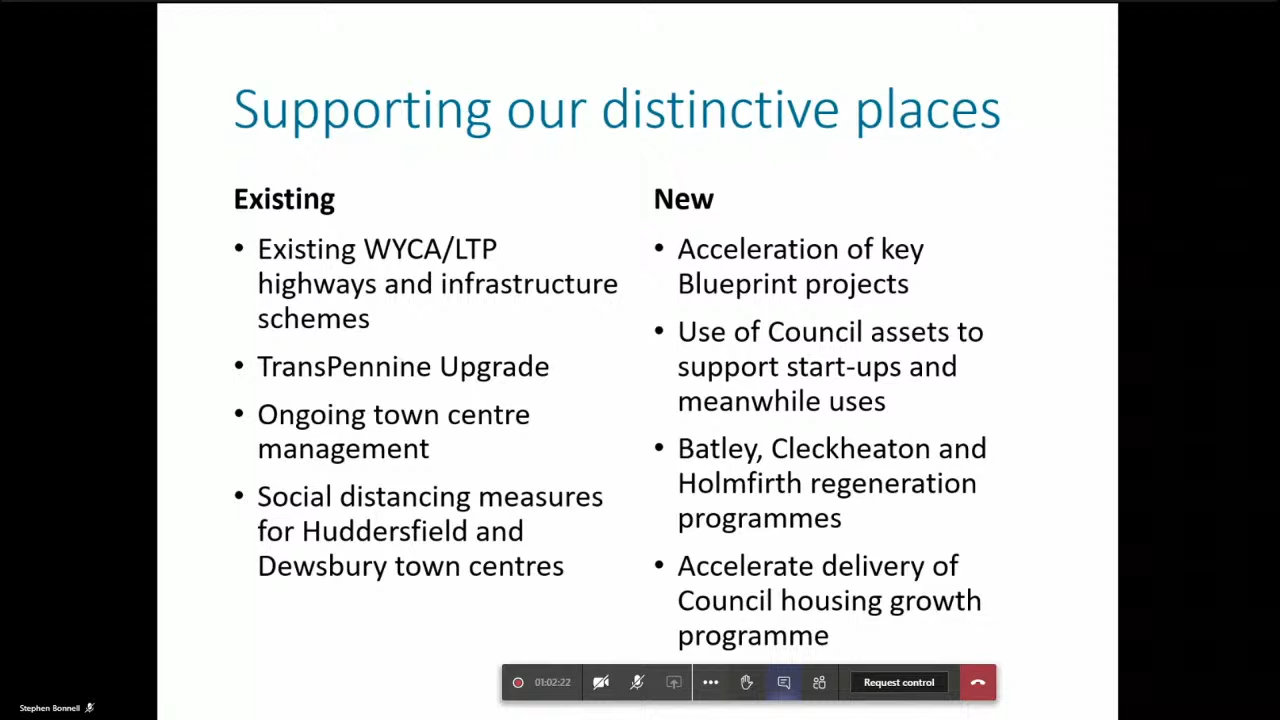 Supporting our distinctive places
Existing
• Existing WYCA/LTP
highways and infrastructure
schemes
• TransPennine Upgrade
• Ongoing town centre
management
• Social distancing measures
for Huddersfield and
Dewsbury town centres
New
• Acceleration of key
Blueprint projects
• Use of Council assets to
support start-ups and
meanwhile uses
• Batley, Cleckheaton and
Holmfirth regeneration
programmes
• Accelerate delivery of
Council housing growth
programme
01:02:22
Request control
Stephen Bonnell